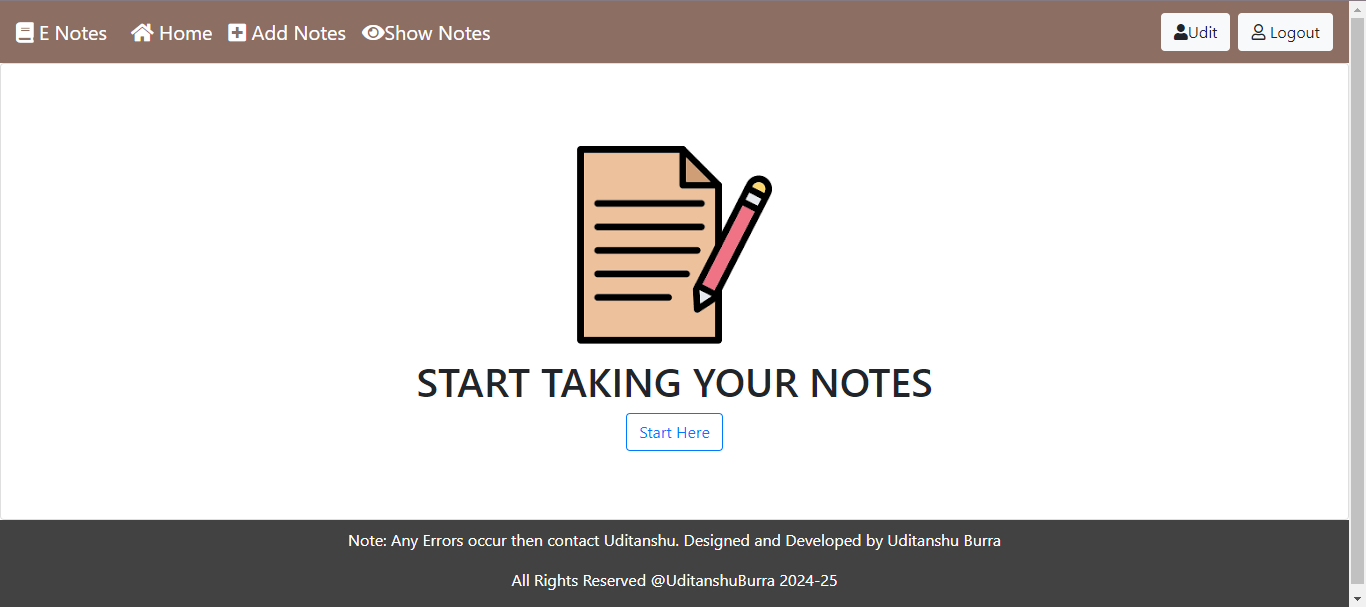 E Notes Home Add Notes Show Notes Udit Logout
START TAKING YOUR NOTES
Start Here
Note: Any Errors occur then contact Uditanshu. Designed and Developed by Uditanshu Burra
All Rights Reserved @UditanshuBurra 2024-25